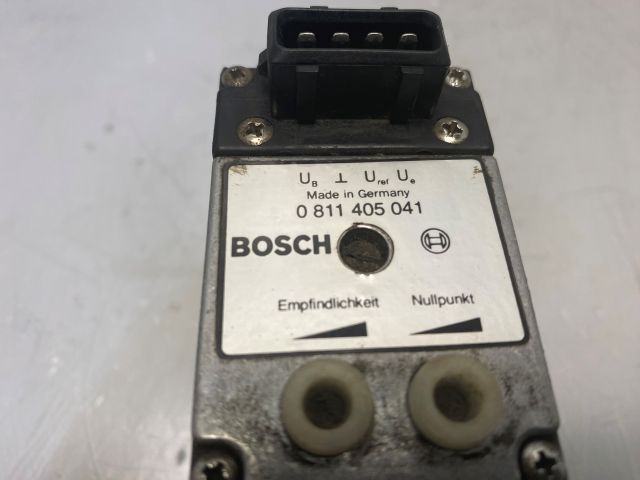 U_B ⊥ U_ref U_e
Made in Germany
0 811 405 041
BOSCH
Empfindlichkeit Nullpunkt